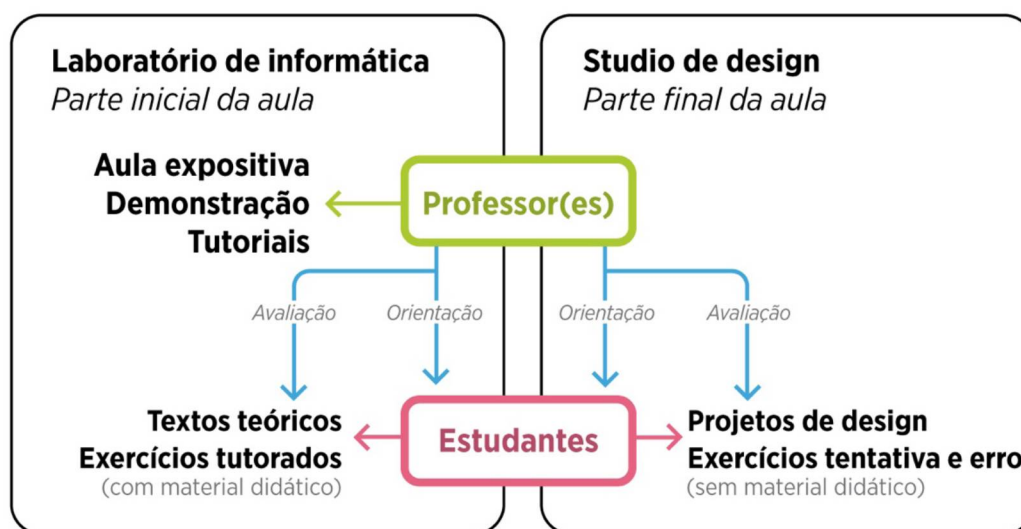 Laboratório de informática
Parte inicial da aula
Studio de design
Parte final da aula
Aula expositiva
Demonstração
Tutoriais
Professor(es)
Avaliação
Orientação
Orientação
Avaliação
Textos teóricos
Exercícios tutorados
(com material didático)
Estudantes
Projetos de design
Exercícios tentativa e erro
(sem material didático)